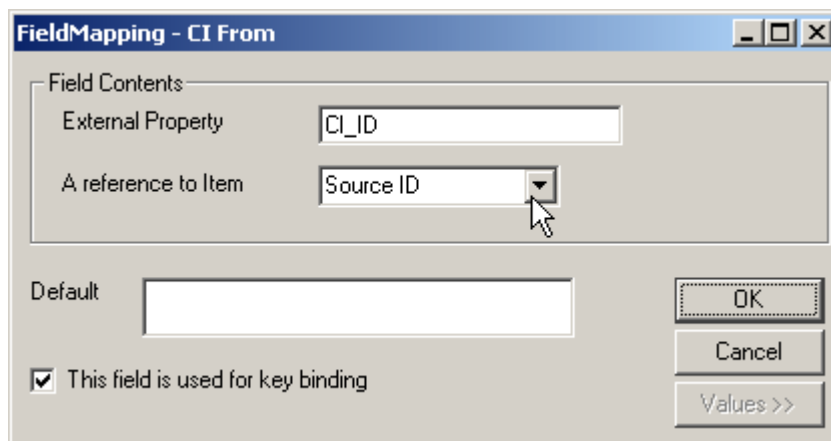 FieldMapping - CI From
Field Contents
External Property CI_ID
A reference to Item Source ID
Default
OK
Cancel
This field is used for key binding
Values >>